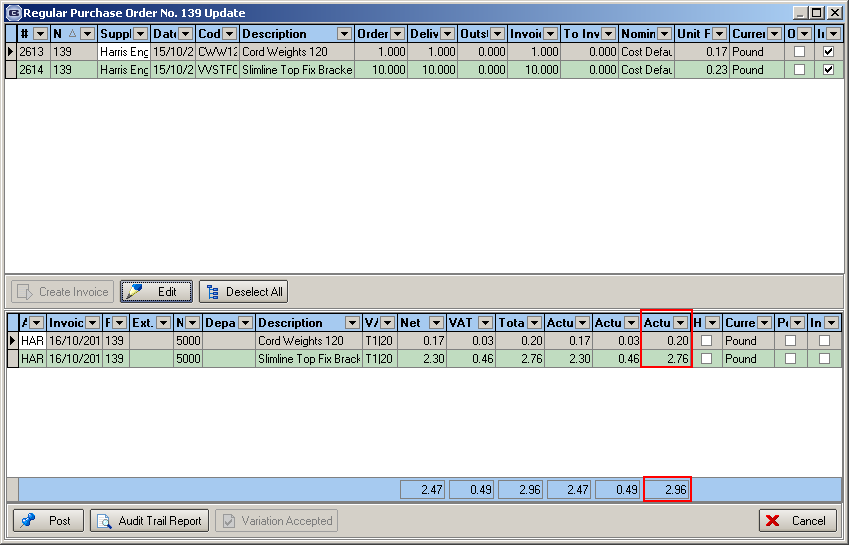 Regular Purchase Order No. 139 Update
# N Suppl Date Cod Description Order Deliv Outst Invoic To Inv Nomin Unit F Currer O In
2613 139 Harris Eng 15/10/2 CWW12 Cord Weights 120 1.000 1.000 0.000 1.000 0.000 Cost Defau 0.17 Pound
2614 139 Harris Eng 15/10/2 VVSTFC Slimline Top Fix Bracke 10.000 10.000 0.000 10.000 0.000 Cost Defau 0.23 Pound
Create Invoice Edit Deselect All
A Invoic F Ext. N Depa Description V/ Net VAT Tota Actu Actu Actu H Curre Po In
HAR 16/10/201 139 5000 Cord Weights 120 T1|20 0.17 0.03 0.20 0.17 0.03 0.20 Pound
HAR 16/10/201 139 5000 Slimline Top Fix Brack T1|20 2.30 0.46 2.76 2.30 0.46 2.76 Pound
2.47 0.49 2.96 2.47 0.49 2.96
Post Audit Trail Report Variation Accepted Cancel